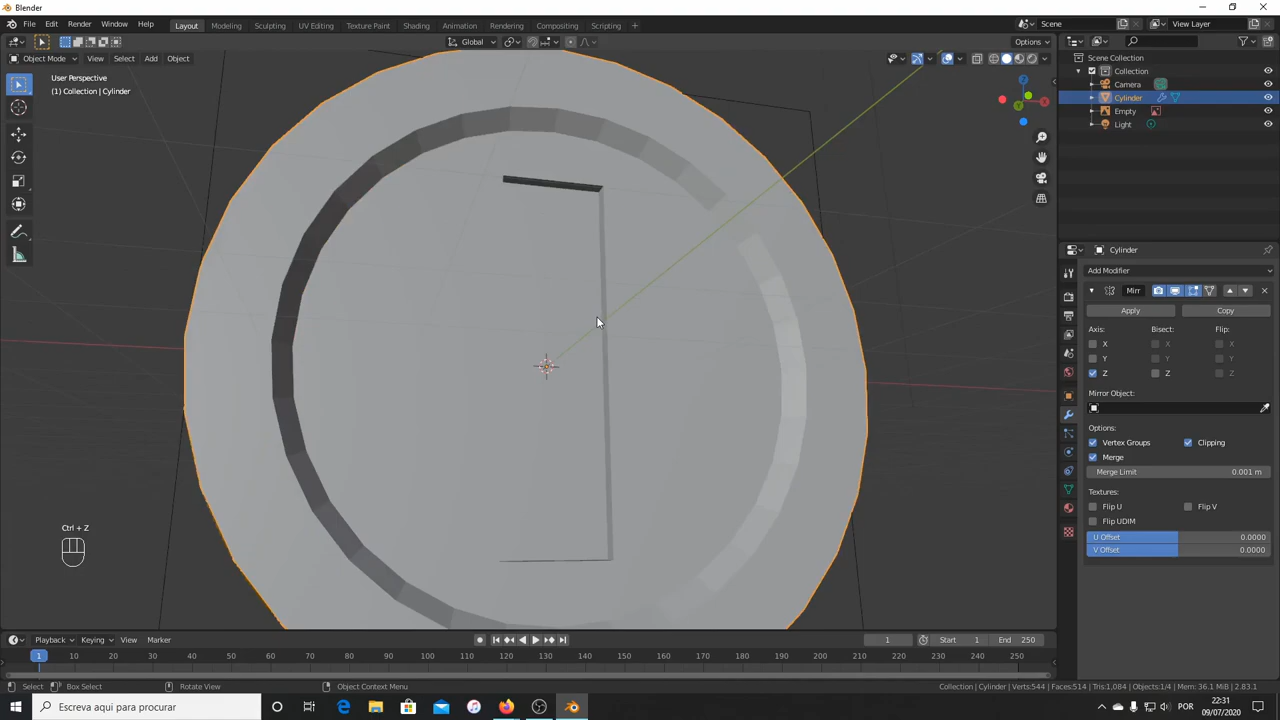 Blender
File Edit Render Window Help Layout Modeling Sculpting UV Editing Texture Paint Shading Animation Rendering Compositing Scripting + Scene View Layer
Global Options
Object Mode View Select Add Object
User Perspective
(1) Collection | Cylinder
Scene Collection
Collection
Camera
Cylinder
Empty
Light
Cylinder
Add Modifier
Mirr
Apply Copy
Axis: Bisect: Flip:
X X X
Y Y Y
Z Z Z
Mirror Object:
Options:
Vertex Groups Clipping
Merge
Merge Limit 0.001 m
Textures:
Flip U Flip V
Flip UDIM
U Offset 0.0000
V Offset 0.0000
Ctrl + Z
Playback Keying View Marker 1 Start 1 End 250
1 10 20 30 40 50 60 70 80 90 100 110 120 130 140 150 160 170 180 190 200 210 220 230 240 250
Select Box Select Rotate View Object Context Menu Collection | Cylinder | Verts:544 | Faces:514 | Tris:1,084 | Objects:1/4 | Mem: 36.1 MiB | 2.83.1
Escreva aqui para procurar POR 22:31
09/07/2020